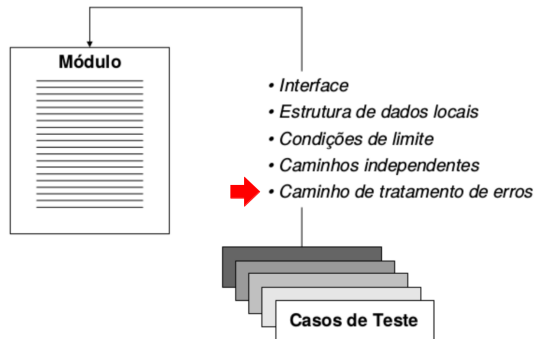 Módulo
• Interface
• Estrutura de dados locais
• Condições de limite
• Caminhos independentes
• Caminho de tratamento de erros
Casos de Teste